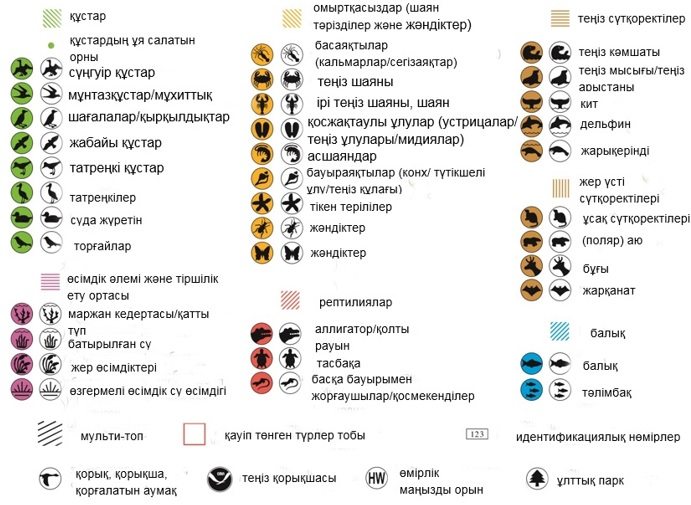 құстар
құстардың ұя салатын
орны
сүңгуір құстар
мұнтазқұстар/мұхиттық
шағалалар/қырқылдықтар
жабайы құстар
татреңкі құстар
татреңкілер
суда жүретін
торғайлар
өсімдік әлемі және тіршілік
ету ортасы
маржан кедертасы/қатты
түп
батырылған су
жер өсімдіктері
өзгермелі өсімдік су өсімдігі
омыртқасыздар (шаян
тәрізділер және жәндіктер)
басаяқтылар
(кальмарлар/сегізаяқтар)
теңіз шаяны
ірі теңіз шаяны, шаян
қосжақтаулы ұлулар (устрицалар/
теңіз ұлулары/мидиялар)
асшаяндар
бауыраяқтылар (конх/ түтікшелі
ұлу/теңіз құлағы)
тікен терілілер
жәндіктер
жәндіктер
рептилиялар
аллигатор/қолты
рауын
тасбақа
басқа бауырымен
жорғаушылар/қосмекенділер
теңіз сүтқоректілер
теңіз кәмшаты
теңіз мысығы/теңіз
арыстаны
кит
дельфин
жарықерінді
жер үсті
сүтқоректілері
ұсақ сүтқоректілері
(поляр) аю
бұғы
жарқанат
балық
балық
тәлімбақ
мульти-топ
қауіп төнген түрлер тобы
123
идентификациялық нөмірлер
қорық, қорықша,
қорғалатын аумақ
теңіз қорықшасы
HW
өмірлік
маңызды орын
ұлттық парк